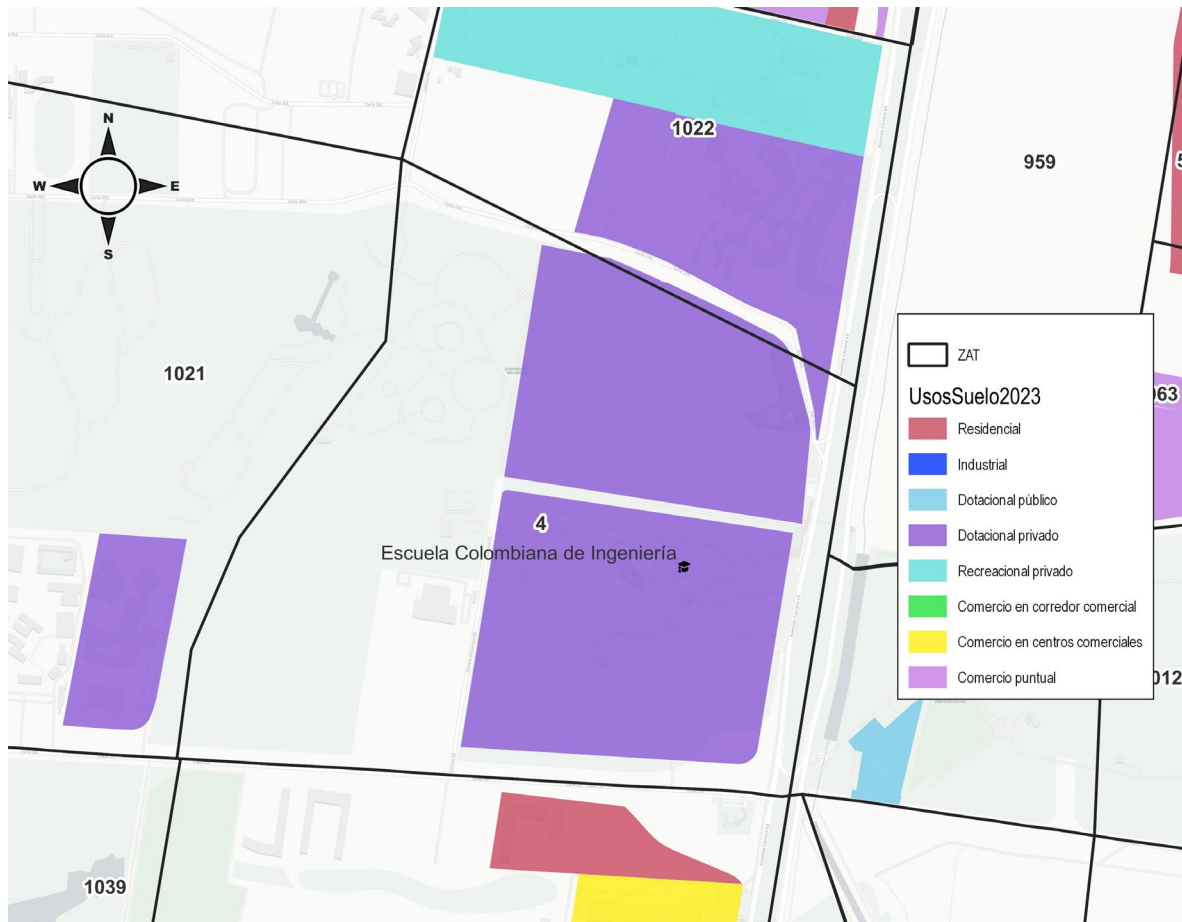 N
W
E
S
1022
959
1021
4
Escuela Colombiana de Ingeniería
1039
ZAT
UsosSuelo2023
Residencial
Industrial
Dotacional público
Dotacional privado
Recreacional privado
Comercio en corredor comercial
Comercio en centros comerciales
Comercio puntual